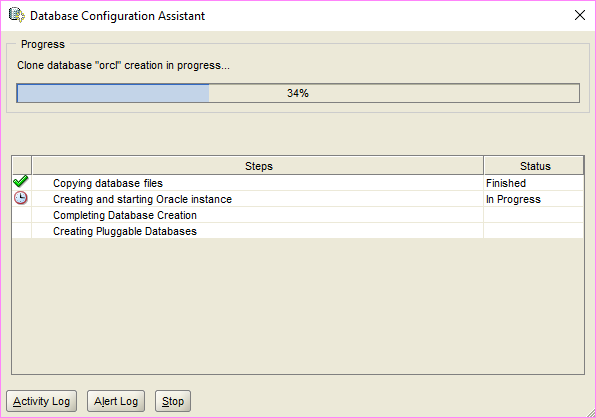 Database Configuration Assistant
Progress
Clone database "orcl" creation in progress...
34%
Steps Status
Copying database files Finished
Creating and starting Oracle instance In Progress
Completing Database Creation
Creating Pluggable Databases
Activity Log Alert Log Stop